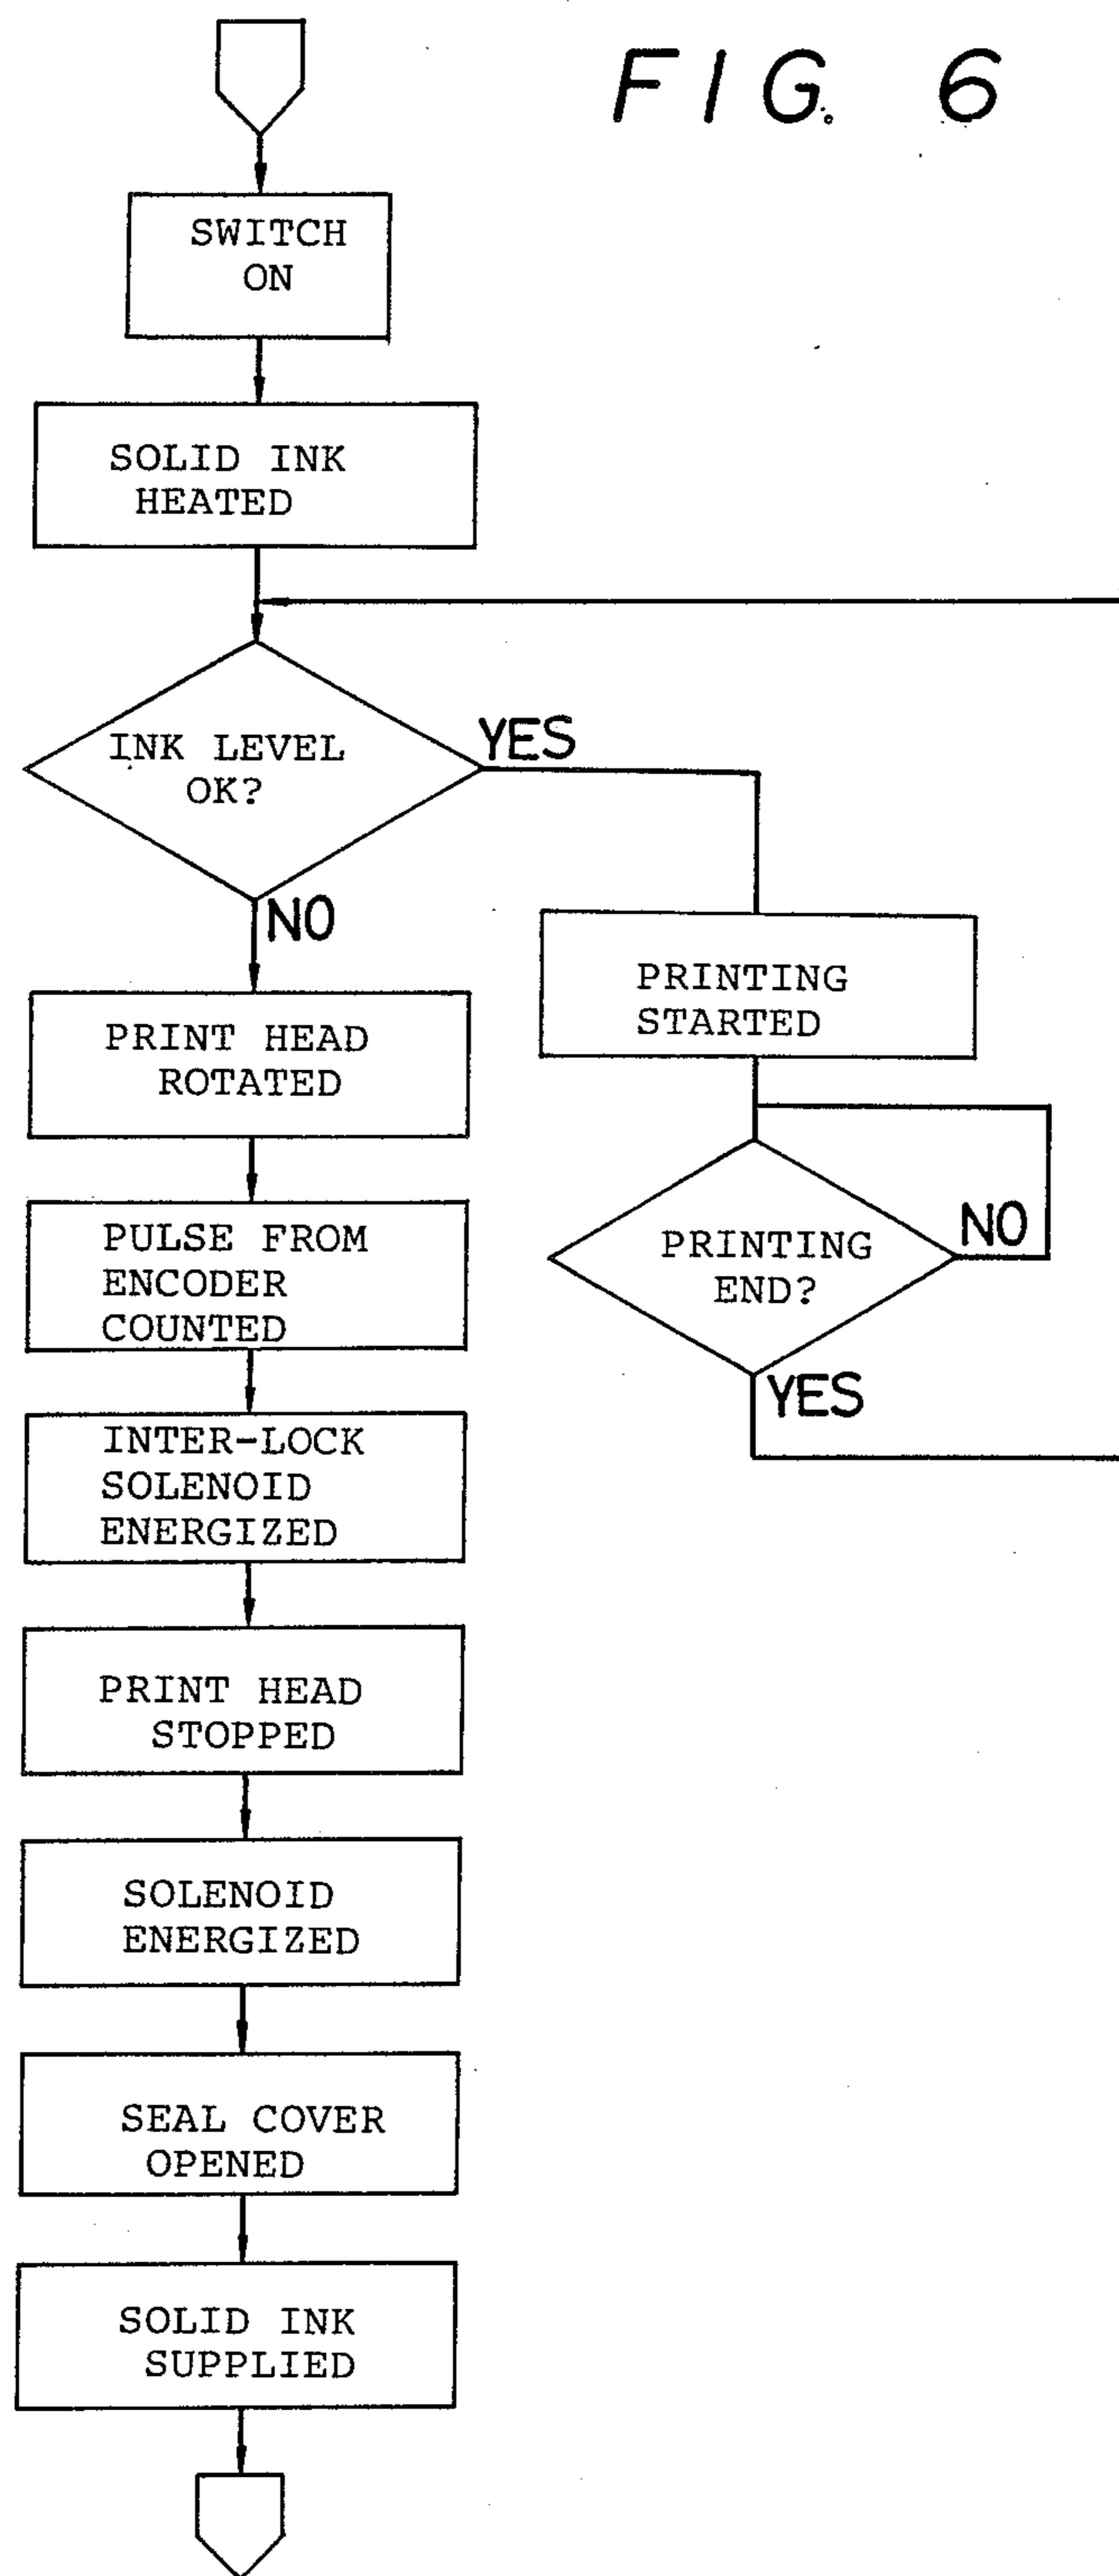 FIG. 6
SWITCH
ON
SOLID INK
HEATED
INK LEVEL
OK?
YES
NO
PRINTING
STARTED
PRINT HEAD
ROTATED
PRINTING
END?
NO
YES
PULSE FROM
ENCODER
COUNTED
INTER-LOCK
SOLENOID
ENERGIZED
PRINT HEAD
STOPPED
SOLENOID
ENERGIZED
SEAL COVER
OPENED
SOLID INK
SUPPLIED